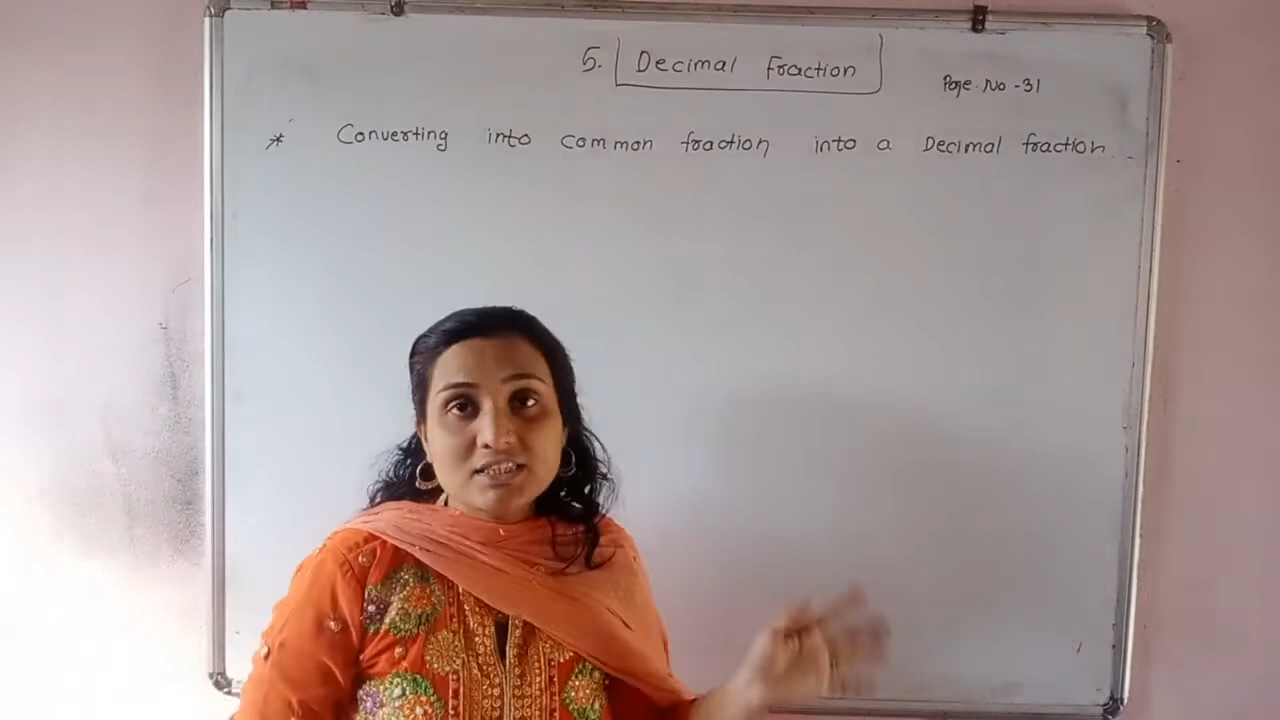 5. Decimal Fraction
Page No - 31
* Converting into common fraction into a Decimal fraction